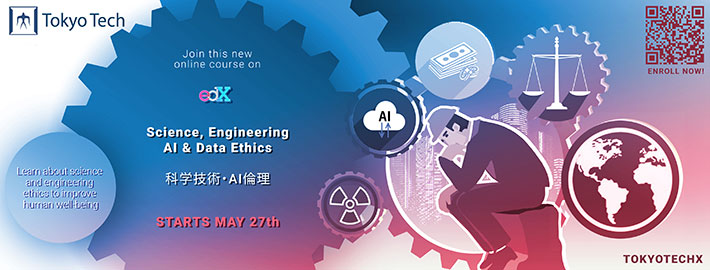 Tokyo Tech
Join this new
online course on
edX
Science, Engineering
AI & Data Ethics
科学技術・AI倫理
STARTS MAY 27th
Learn about science
and engineering
ethics to improve
human well-being
AI
ENROLL NOW!
TOKYOTECHX